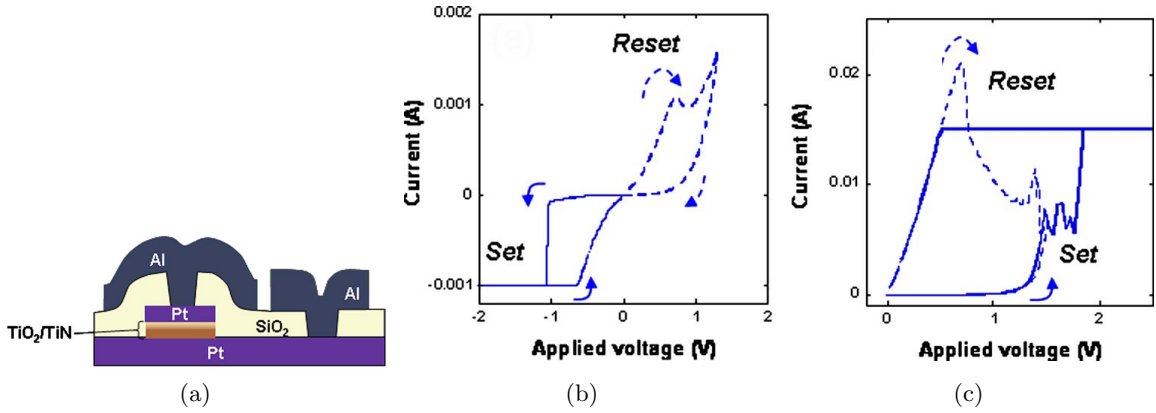 Al
Al
Pt
TiO2/TiN
SiO2
Pt
(a)
0.002
0.001
0
-0.001
-2
-1
0
1
2
Reset
Set
Current (A)
Applied voltage (V)
(b)
0.02
0.01
0
0
1
2
Reset
Set
Current (A)
Applied voltage (V)
(c)